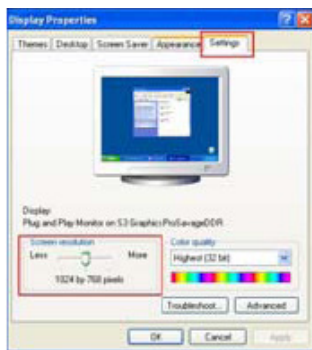 Display Properties
Themes Desktop Screen Saver Appearance Settings
Display:
Plug and Play Monitor on S3 Graphics ProSavageDDR
Screen resolution
Less More
1024 by 768 pixels
Color quality
Highest (32 bit)
Troubleshoot... Advanced
OK Cancel Apply